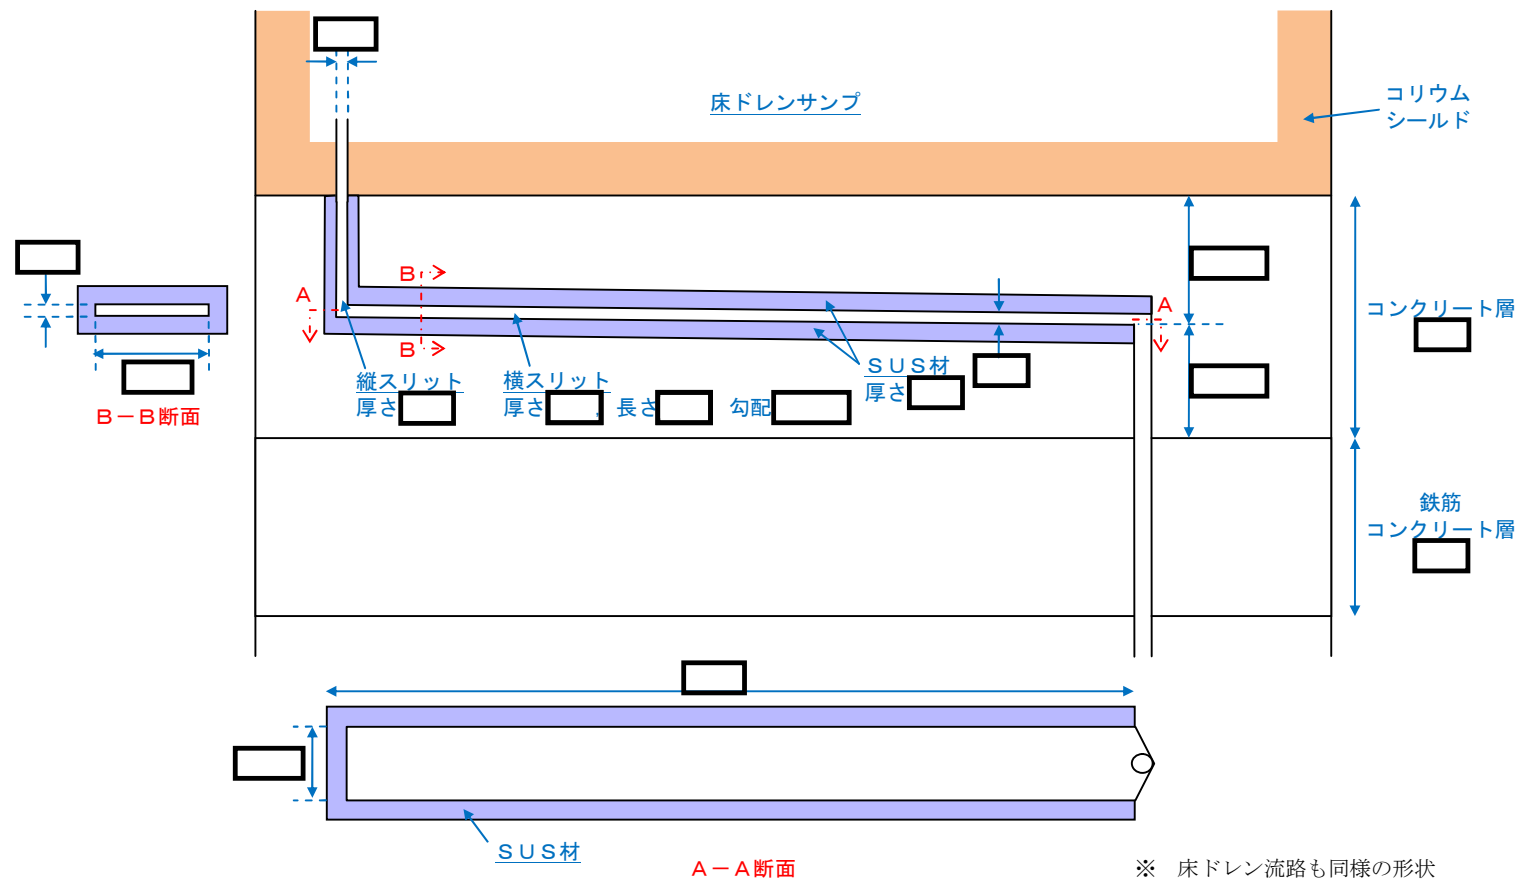 床ドレンサンプ
コリウム
シールド
A
B
B
A
縦スリット
厚さ
横スリット
厚さ , 長さ 勾配
SUS材
厚さ
コンクリート層
B-B断面
鉄筋
コンクリート層
SUS材
A-A断面
※ 床ドレン流路も同様の形状